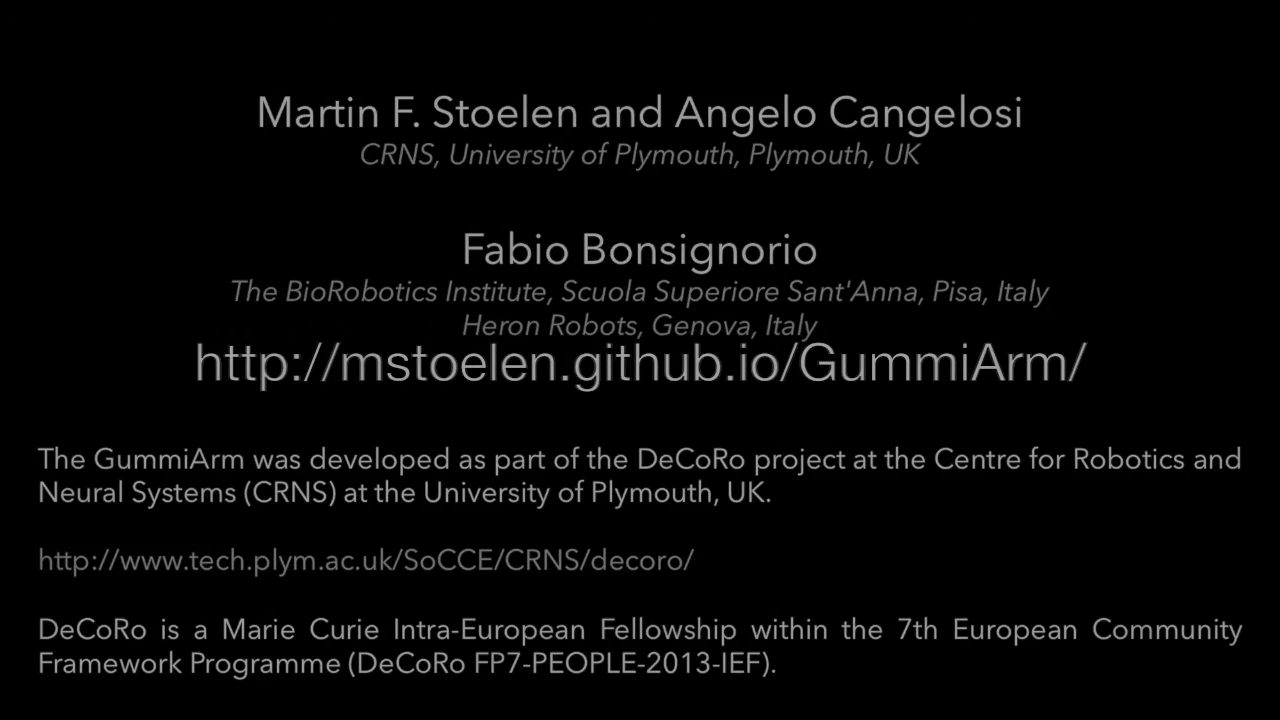 Martin F. Stoelen and Angelo Cangelosi
CRNS, University of Plymouth, Plymouth, UK
Fabio Bonsignorio
The BioRobotics Institute, Scuola Superiore Sant'Anna, Pisa, Italy
Heron Robots, Genova, Italy
http://mstoelen.github.io/GummiArm/
The GummiArm was developed as part of the DeCoRo project at the Centre for Robotics and
Neural Systems (CRNS) at the University of Plymouth, UK.
http://www.tech.plym.ac.uk/SoCCE/CRNS/decoro/
DeCoRo is a Marie Curie Intra-European Fellowship within the 7th European Community
Framework Programme (DeCoRo FP7-PEOPLE-2013-IEF).